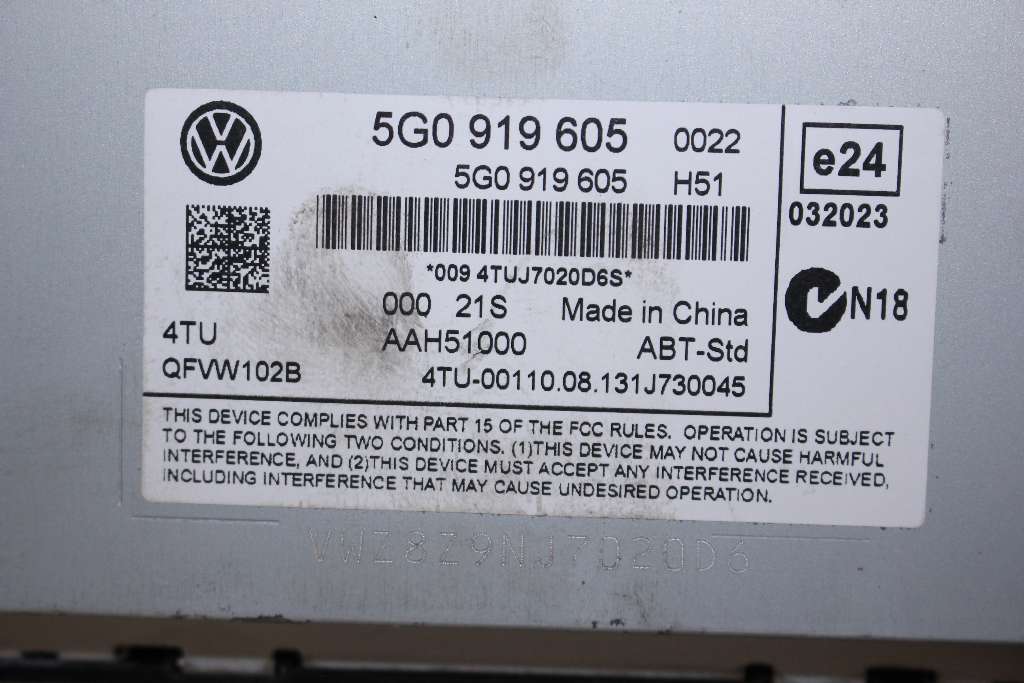 5G0 919 605 0022
5G0 919 605 H51
*009 4TUJ7020D6S*
000 21S Made in China
4TU AAH51000 ABT-Std
QFVW102B 4TU-00110.08.131J730045
e24
032023
N18
THIS DEVICE COMPLIES WITH PART 15 OF THE FCC RULES. OPERATION IS SUBJECT
TO THE FOLLOWING TWO CONDITIONS. (1)THIS DEVICE MAY NOT CAUSE HARMFUL
INTERFERENCE, AND (2)THIS DEVICE MUST ACCEPT ANY INTERFERENCE RECEIVED,
INCLUDING INTERFERENCE THAT MAY CAUSE UNDESIRED OPERATION.
VWZ8Z9NJ7020D6